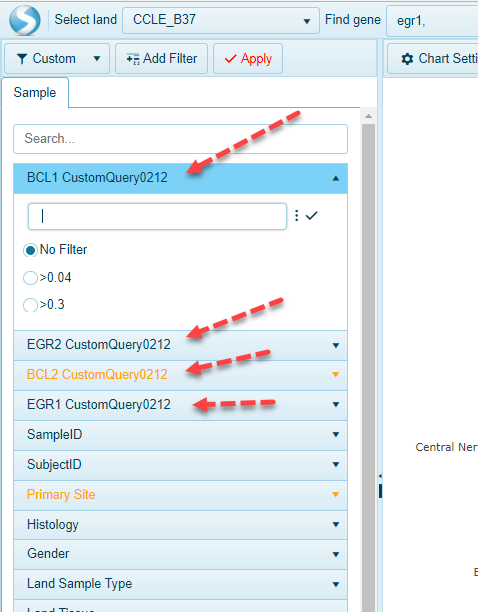 Select land CCLE_B37 Find gene egr1,
Custom Add Filter Apply Chart Setti
Sample
Search...
BCL1 CustomQuery0212
No Filter
>0.04
>0.3
EGR2 CustomQuery0212
BCL2 CustomQuery0212
EGR1 CustomQuery0212
SampleID
Central Ner
SubjectID
Primary Site
Histology
Gender
Land Sample Type